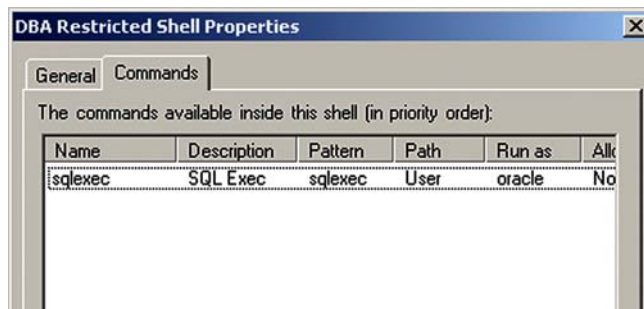 DBA Restricted Shell Properties
General Commands
The commands available inside this shell (in priority order):
Name Description Pattern Path Run as Allo
sqlexec SQL Exec sqlexec User oracle No